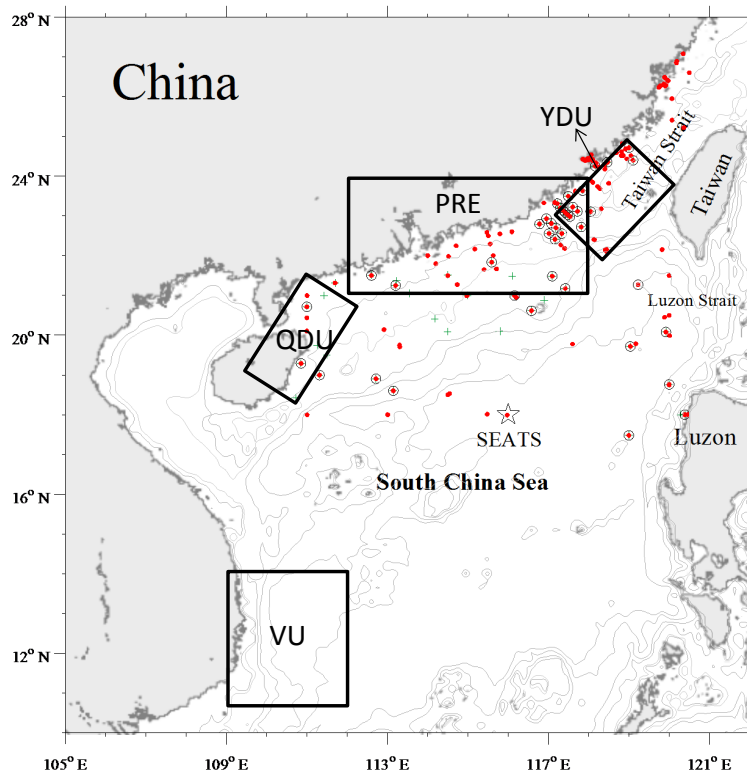 28° N
China
YDU
Taiwan Strait
24° N
PRE
Taiwan
Luzon Strait
20° N
QDU
SEATS
Luzon
South China Sea
16° N
VU
12° N
105°E
109°E
113°E
117°E
121°E